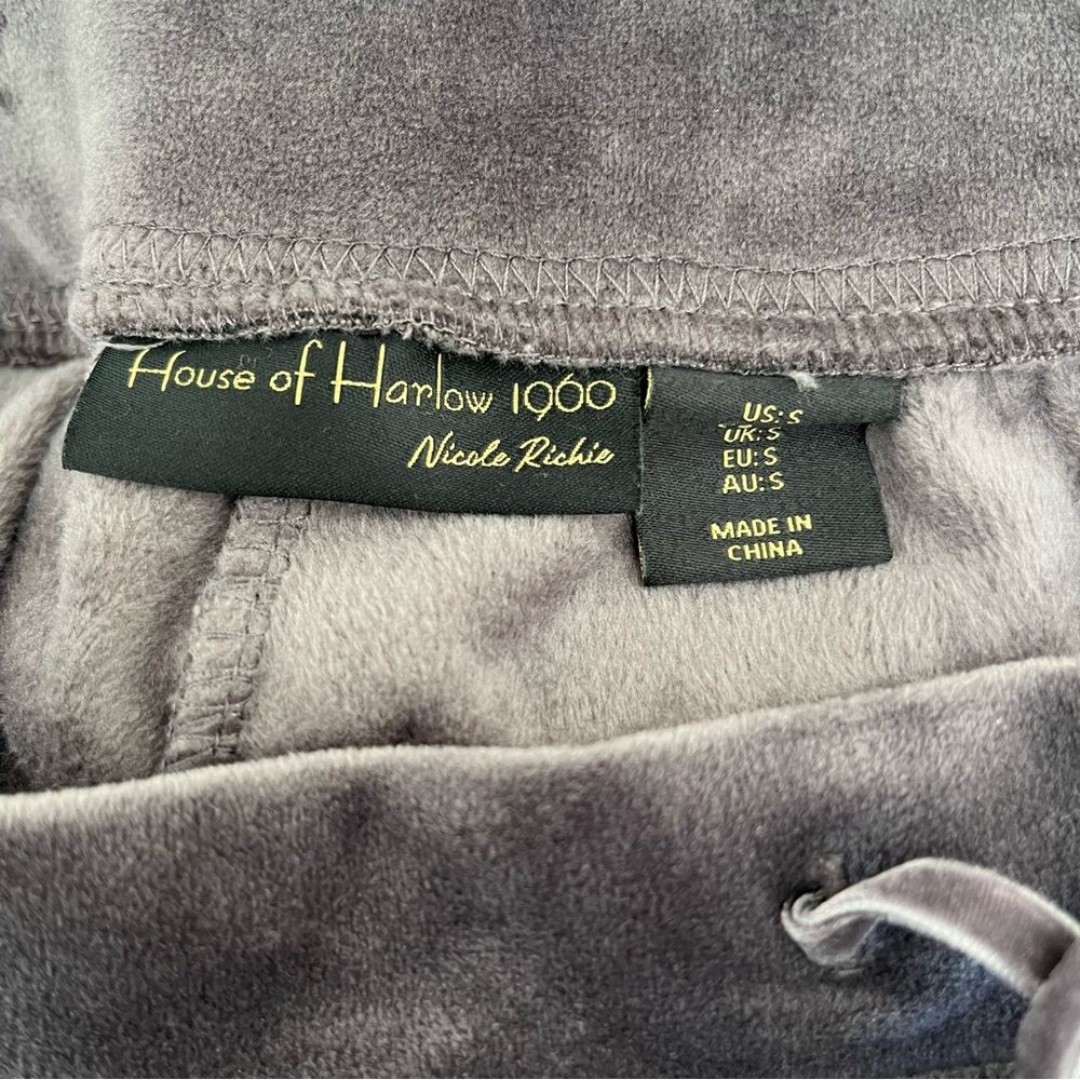 House of Harlow 1960
Nicole Richie
US: S
UK: S
EU: S
AU: S
MADE IN
CHINA